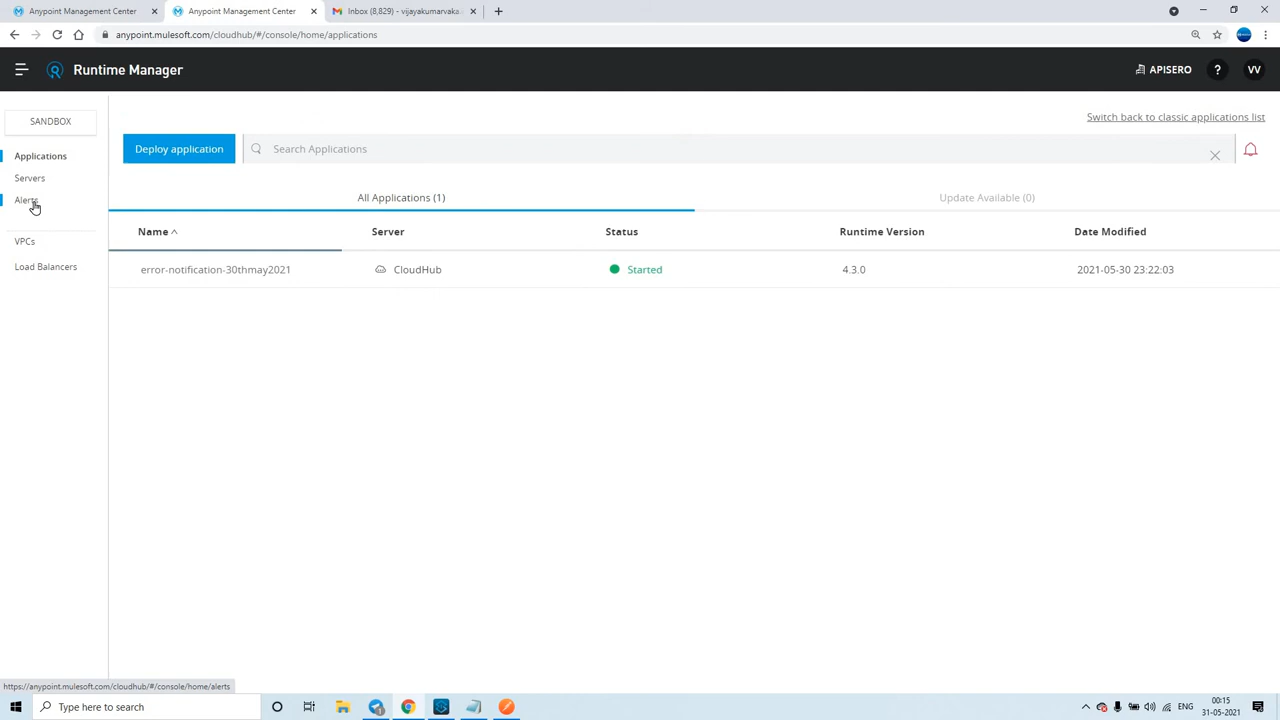 Anypoint Management Center
Anypoint Management Center
Inbox (8,829) - vijayakumarvaka
anypoint.mulesoft.com/cloudhub/#/console/home/applications
Runtime Manager
APISERO
?
VV
SANDBOX
Switch back to classic applications list
Applications
Deploy application
Search Applications
Servers
Alerts
All Applications (1)
Update Available (0)
Name
Server
Status
Runtime Version
Date Modified
VPCs
Load Balancers
error-notification-30thmay2021
CloudHub
Started
4.3.0
2021-05-30 23:22:03
https://anypoint.mulesoft.com/cloudhub/#/console/home/alerts
Type here to search
ENG
00:15
31-05-2021